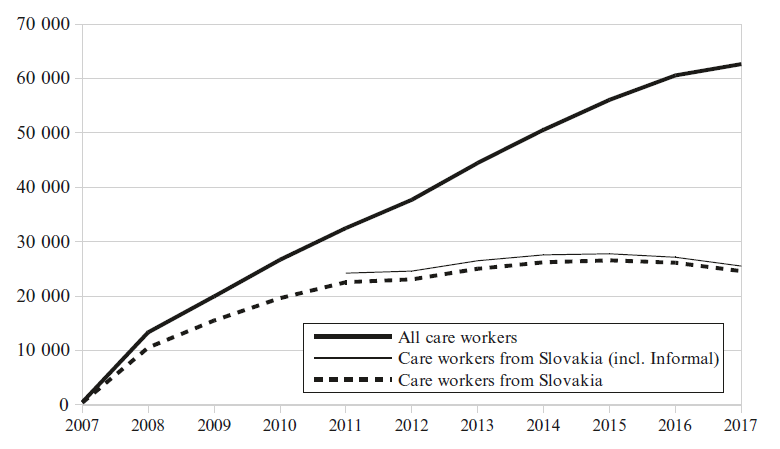 70 000
60 000
50 000
40 000
30 000
20 000
10 000
0
All care workers
Care workers from Slovakia (incl. Informal)
Care workers from Slovakia
2007 2008 2009 2010 2011 2012 2013 2014 2015 2016 2017